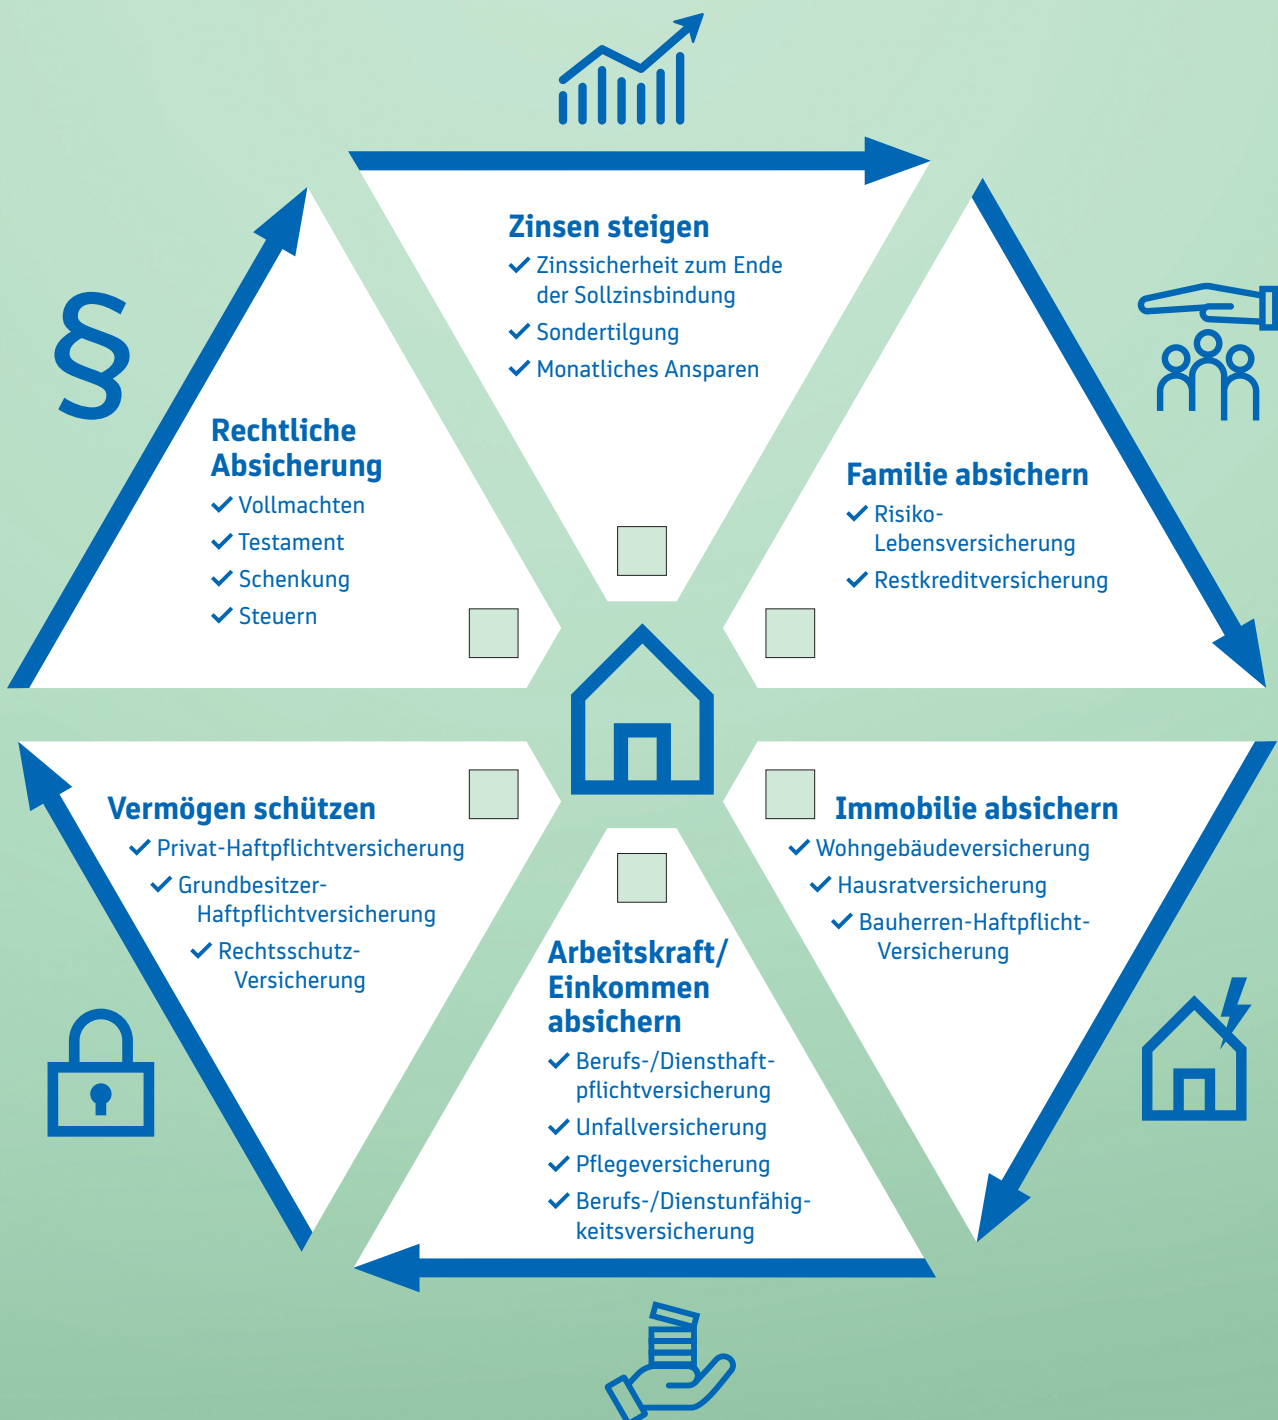 Zinsen steigen
✓ Zinssicherheit zum Ende
der Sollzinsbindung
✓ Sondertilgung
✓ Monatliches Ansparen
Familie absichern
✓ Risiko-
Lebensversicherung
✓ Restkreditversicherung
Immobilie absichern
✓ Wohngebäudeversicherung
✓ Hausratversicherung
✓ Bauherren-Haftpflicht-
Versicherung
Arbeitskraft/
Einkommen
absichern
✓ Berufs-/Diensthaft-
pflichtversicherung
✓ Unfallversicherung
✓ Pflegeversicherung
✓ Berufs-/Dienstunfähig-
keitsversicherung
Vermögen schützen
✓ Privat-Haftpflichtversicherung
✓ Grundbesitzer-
Haftpflichtversicherung
✓ Rechtsschutz-
Versicherung
§
Rechtliche
Absicherung
✓ Vollmachten
✓ Testament
✓ Schenkung
✓ Steuern